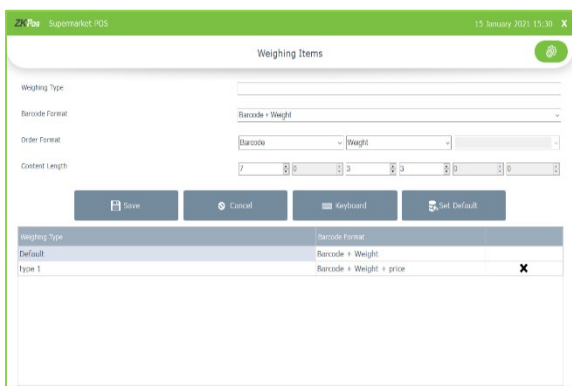 ZKPos Supermarket POS 15 January 2021 15:30 X
Weighing Items
Weighing Type
Barcode Format Barcode + Weight
Order Format Barcode Weight
Content Length 7 0 3 3 0 0
Save Cancel Keyboard Set Default
Weighing Type Barcode Format
Default Barcode + Weight
type 1 Barcode + Weight + price